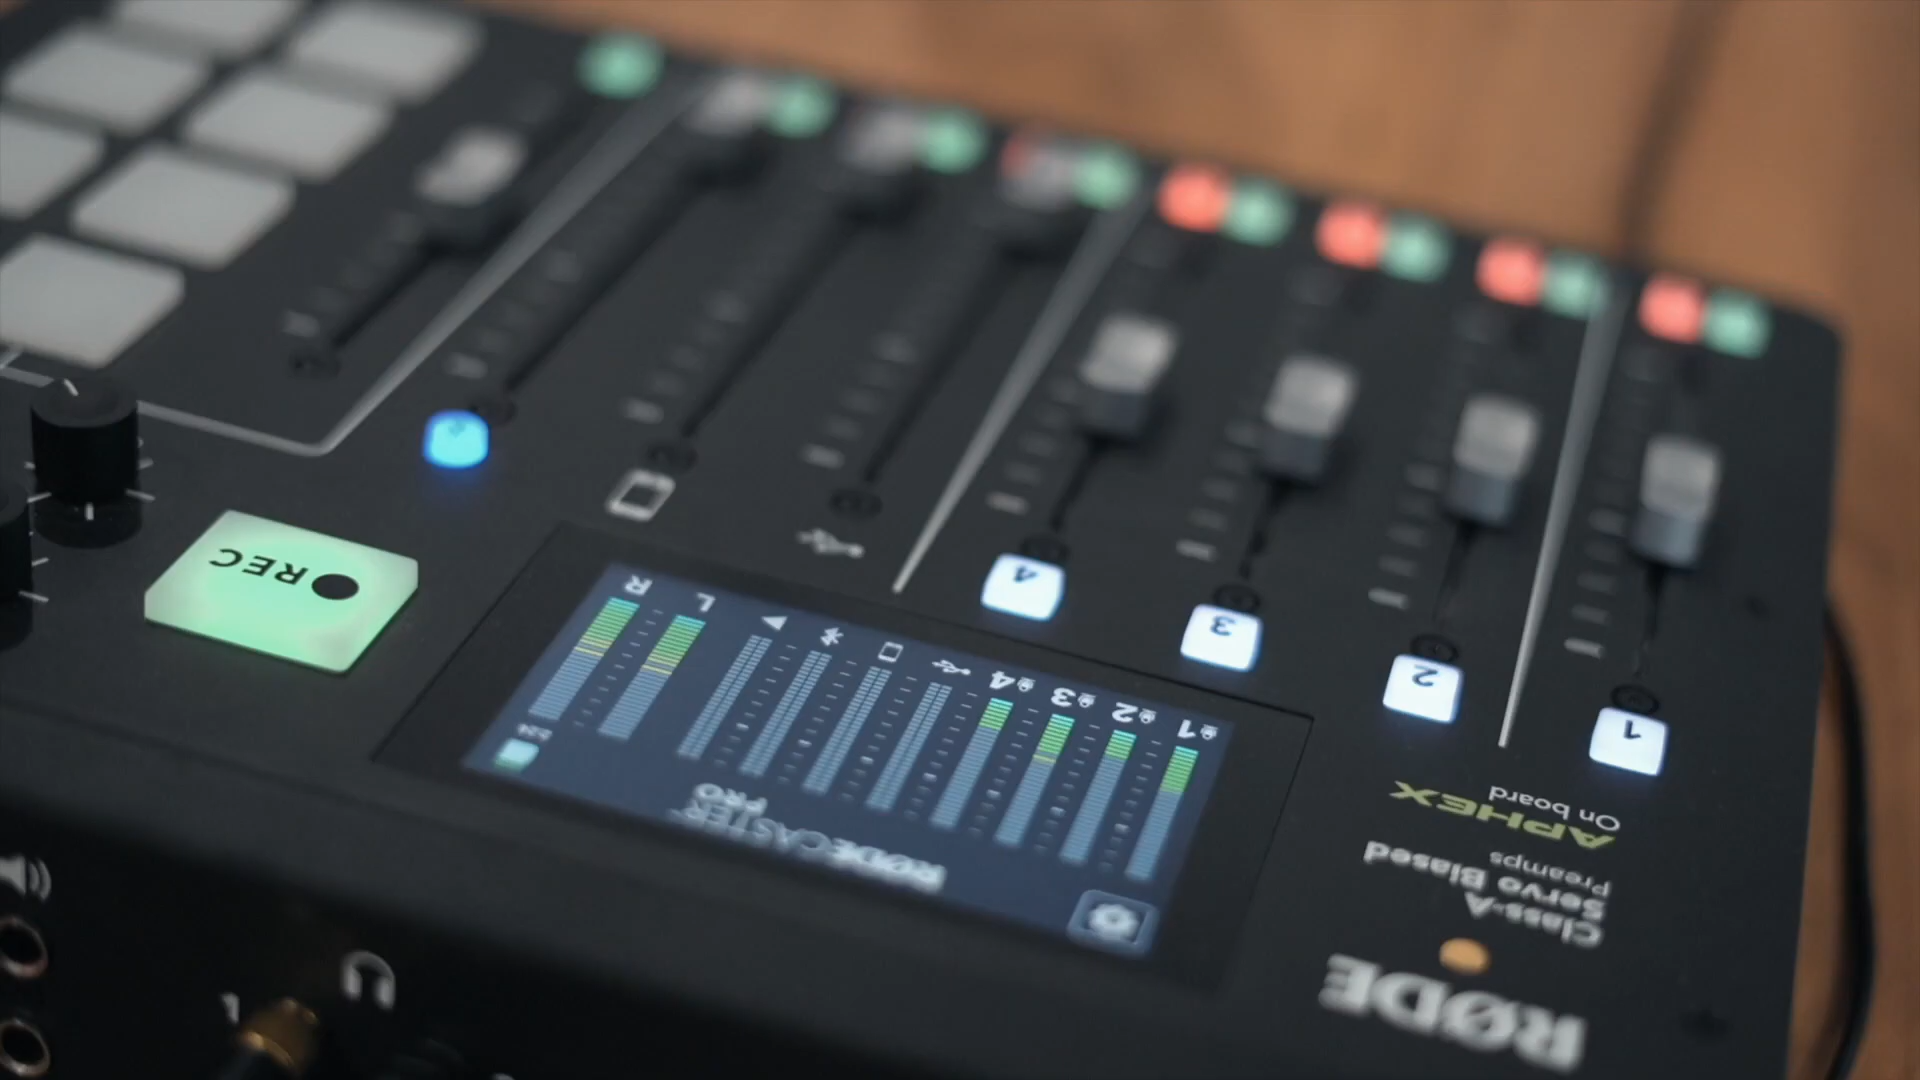 RØDE
Class-A
Servo Biased
Preamps
APHEX
On board
1
2
3
4
RØDECASTER
PRO
1 2 3 4 L R
REC
1